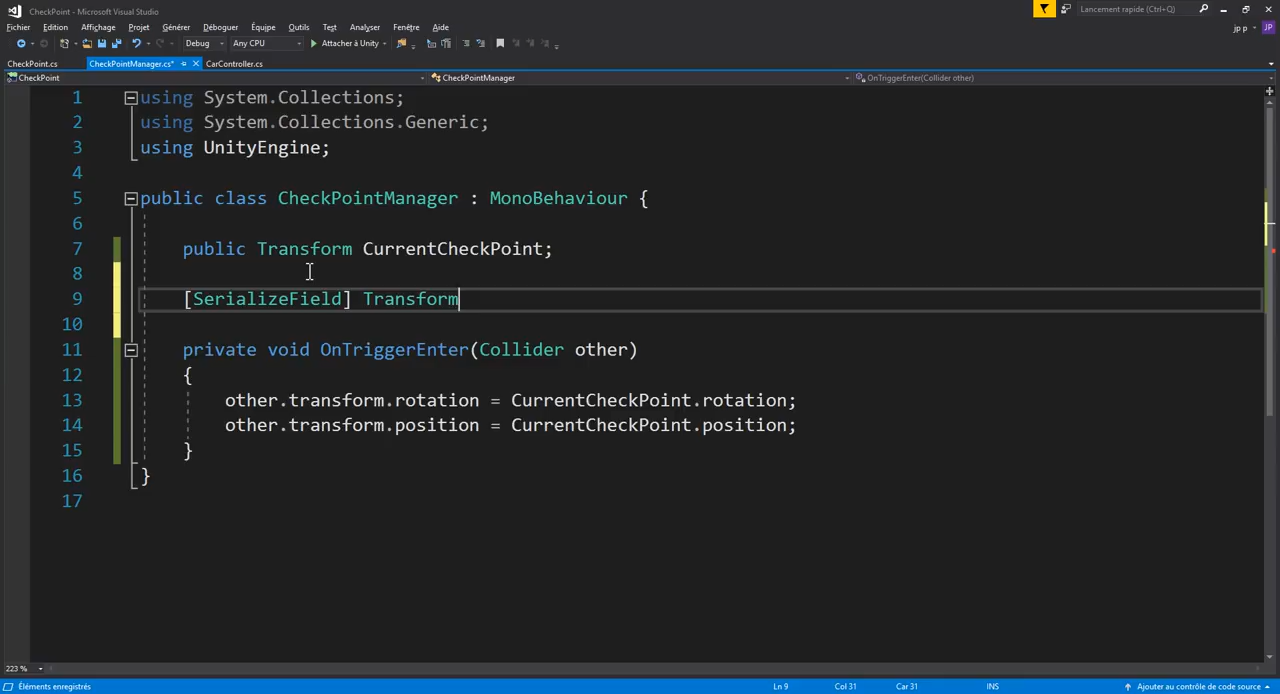 CheckPoint - Microsoft Visual Studio
Lancement rapide (Ctrl+Q)
Fichier Edition Affichage Projet Générer Déboguer Équipe Outils Test Analyser Fenêtre Aide
jp p JP
Debug Any CPU Attacher à Unity
CheckPoint.cs CheckPointManager.cs* CarController.cs
CheckPoint CheckPointManager OnTriggerEnter(Collider other)
1 using System.Collections;
2 using System.Collections.Generic;
3 using UnityEngine;
4
5 public class CheckPointManager : MonoBehaviour {
6
7 public Transform CurrentCheckPoint;
8
9 [SerializeField] Transform
10
11 private void OnTriggerEnter(Collider other)
12 {
13 other.transform.rotation = CurrentCheckPoint.rotation;
14 other.transform.position = CurrentCheckPoint.position;
15 }
16 }
17
223 %
Éléments enregistrés Ln 9 Col 31 Car 31 INS Ajouter au contrôle de code source